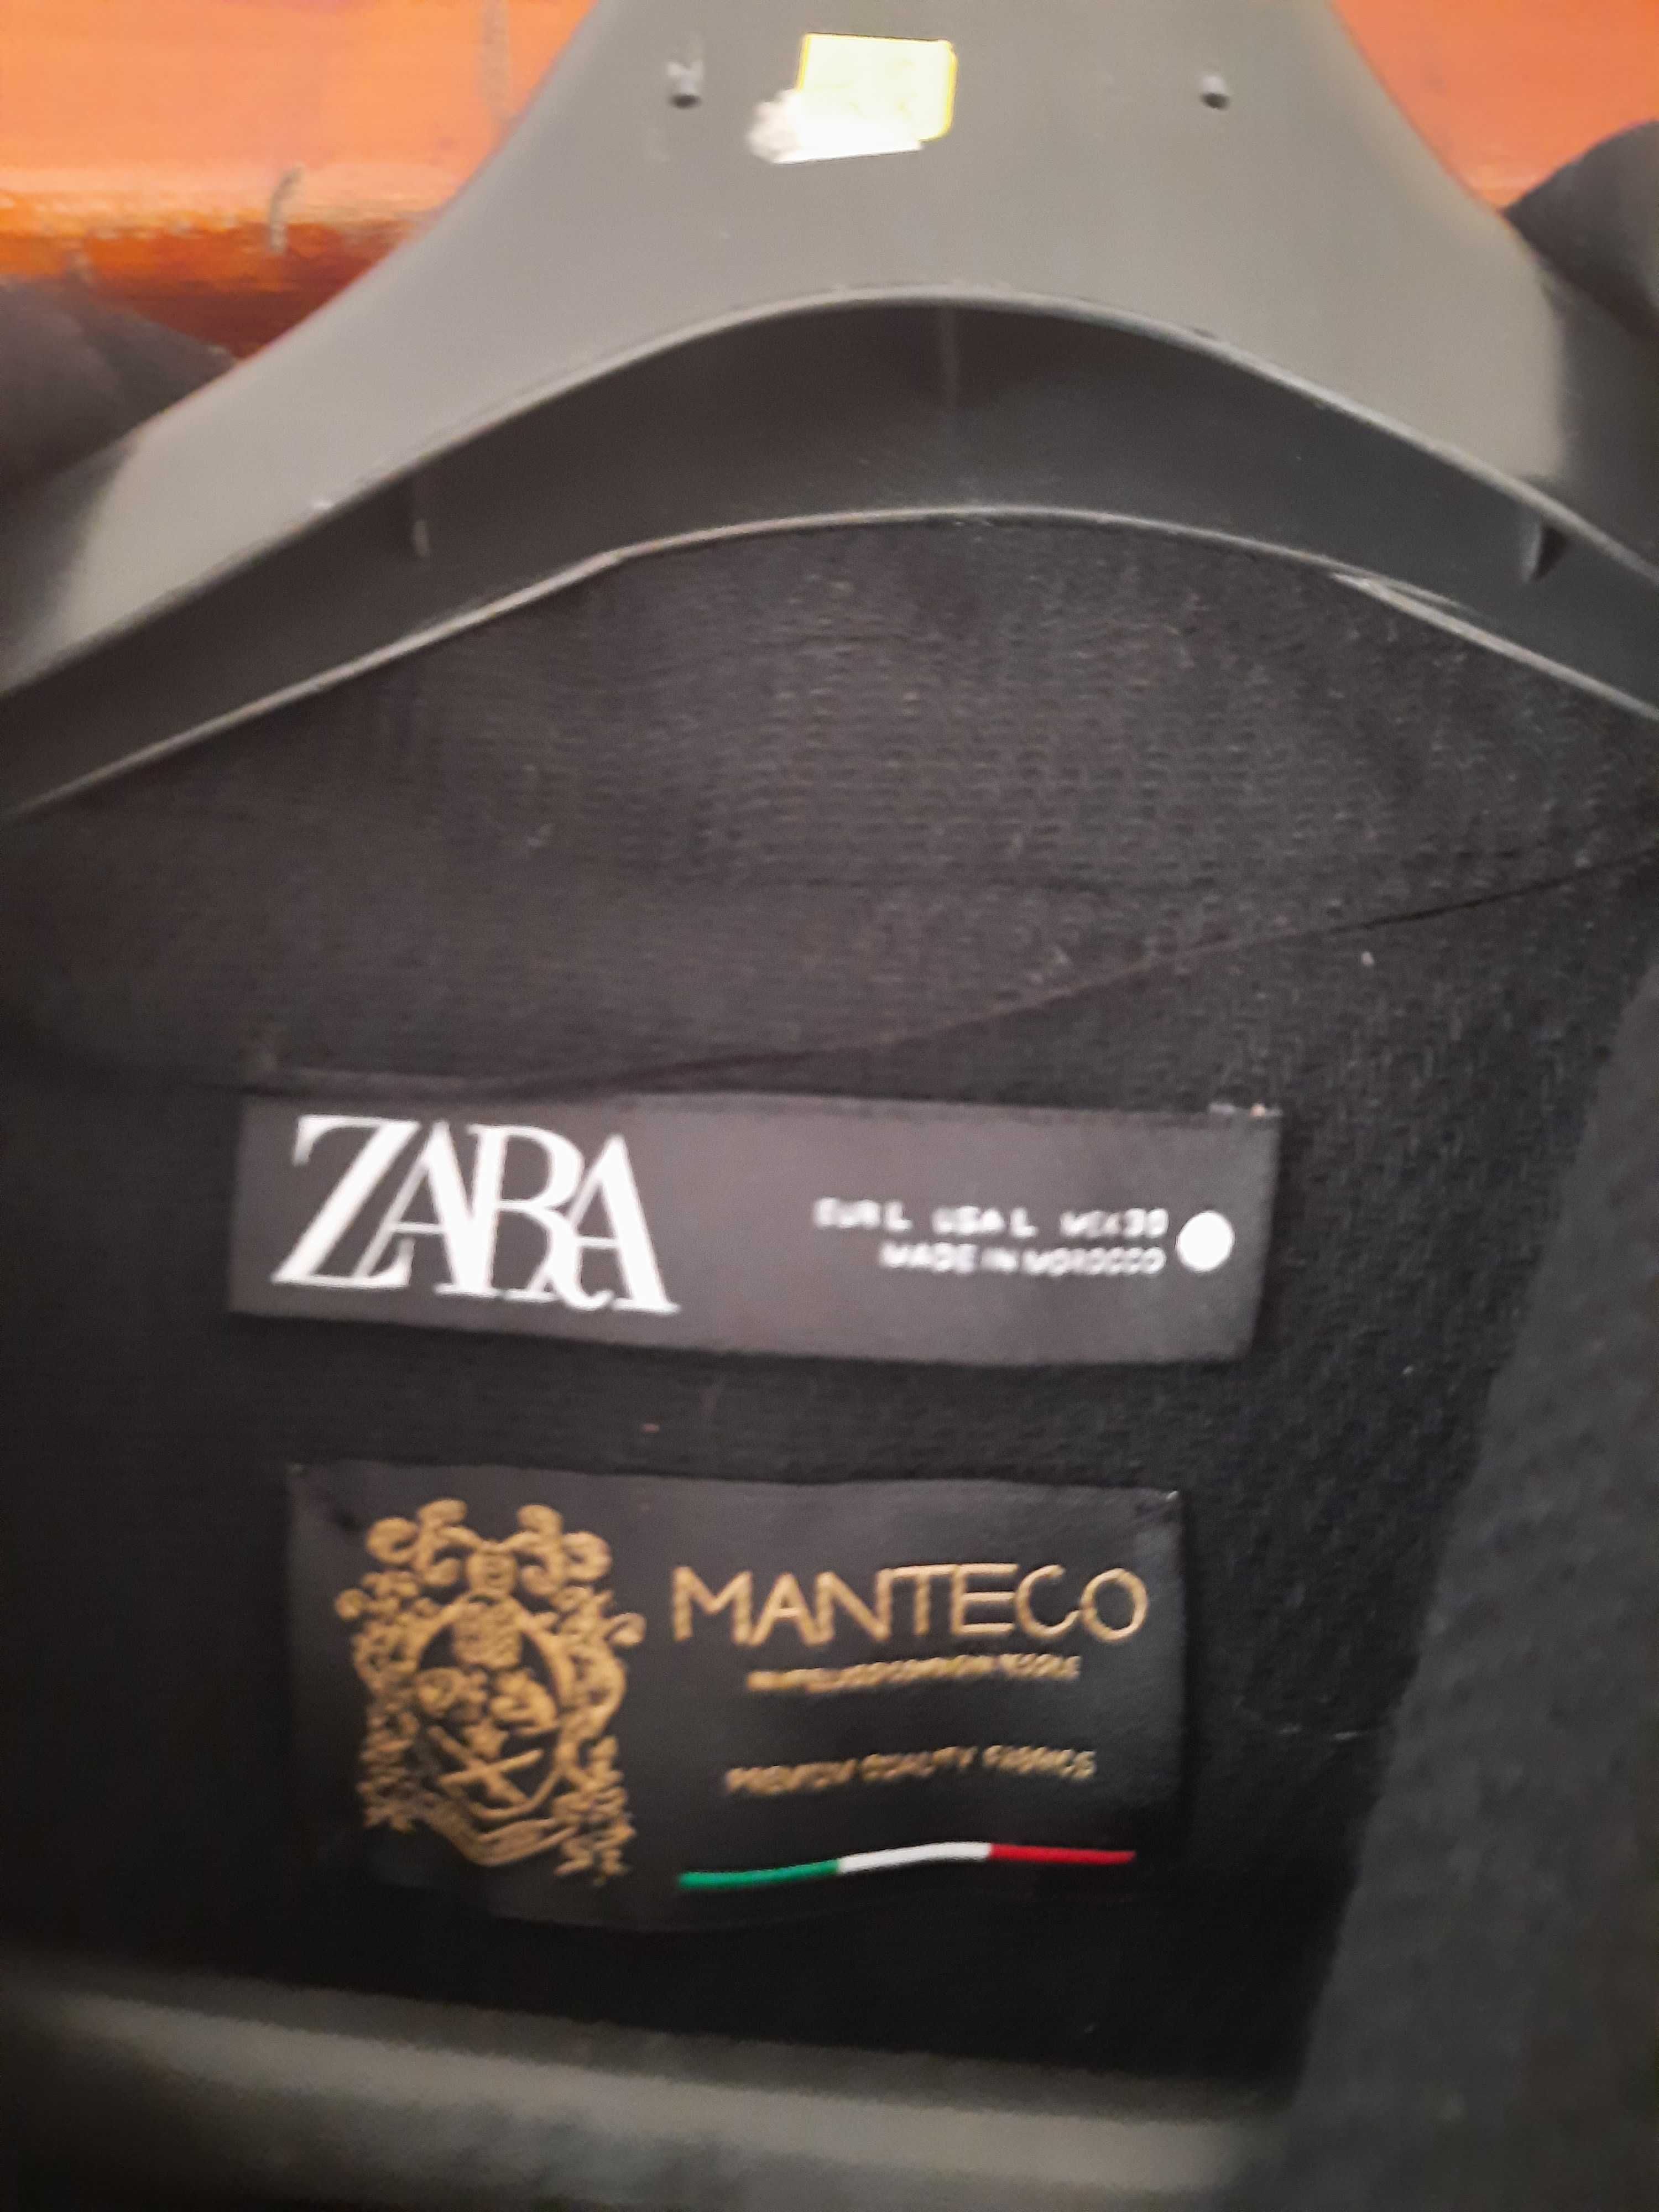 ZARA
EUR L USA L MEX 30
MADE IN MOROCCO
MANTECO
PREMIUM QUALITY FABRICS